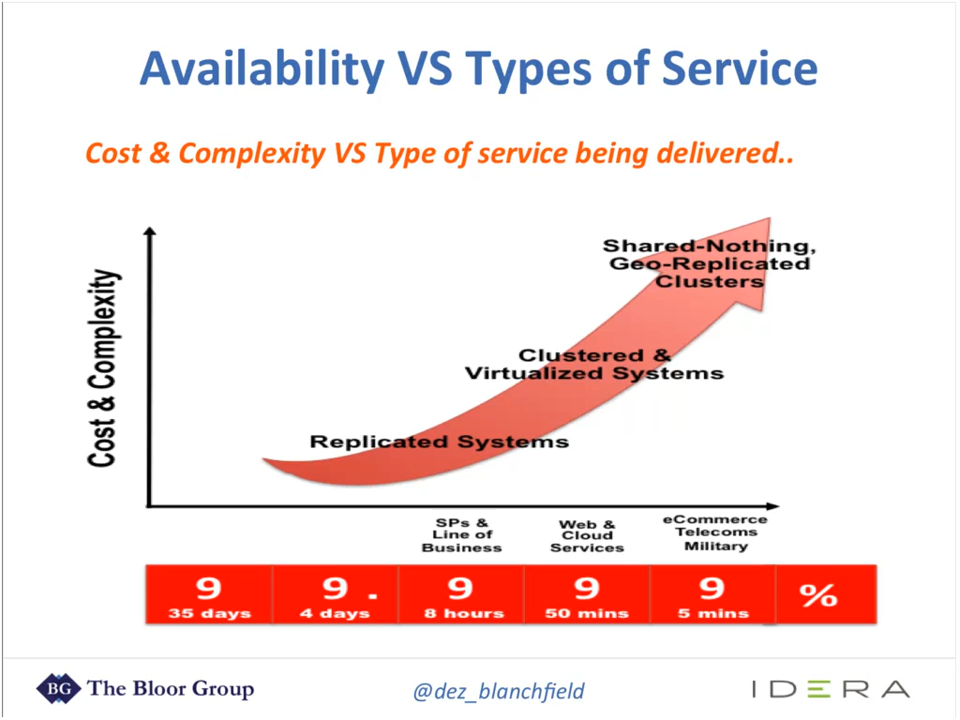 Availability VS Types of Service
Cost & Complexity VS Type of service being delivered..
Cost & Complexity
Shared-Nothing,
Geo-Replicated
Clusters
Clustered &
Virtualized Systems
Replicated Systems
SPs &
Line of
Business
Web &
Cloud
Services
eCommerce
Telecoms
Military
9 9 . 9 9 9 %
35 days 4 days 8 hours 50 mins 5 mins
BG The Bloor Group
@dez_blanchfield
IDERA